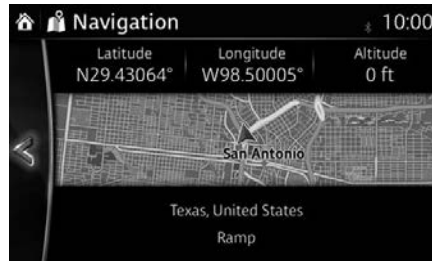 Navigation 10:00
Latitude Longitude Altitude
N29.43064° W98.50005° 0 ft
San Antonio
Texas, United States
Ramp